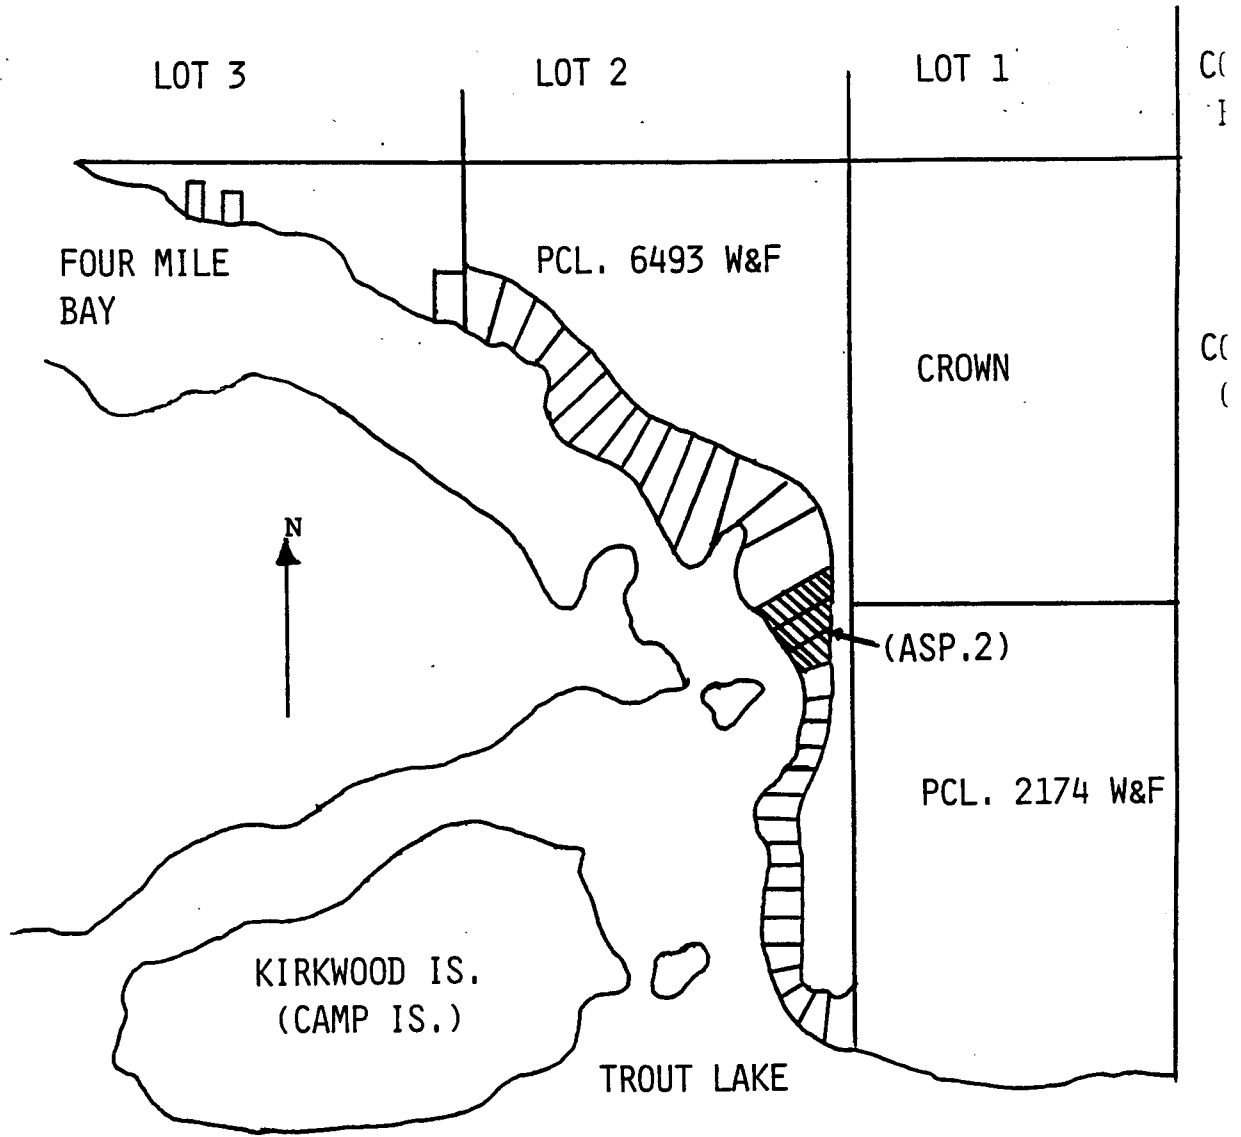 LOT 3
LOT 2
LOT 1
FOUR MILE
BAY
PCL. 6493 W&F
CROWN
N
(ASP.2)
PCL. 2174 W&F
KIRKWOOD IS.
(CAMP IS.)
TROUT LAKE